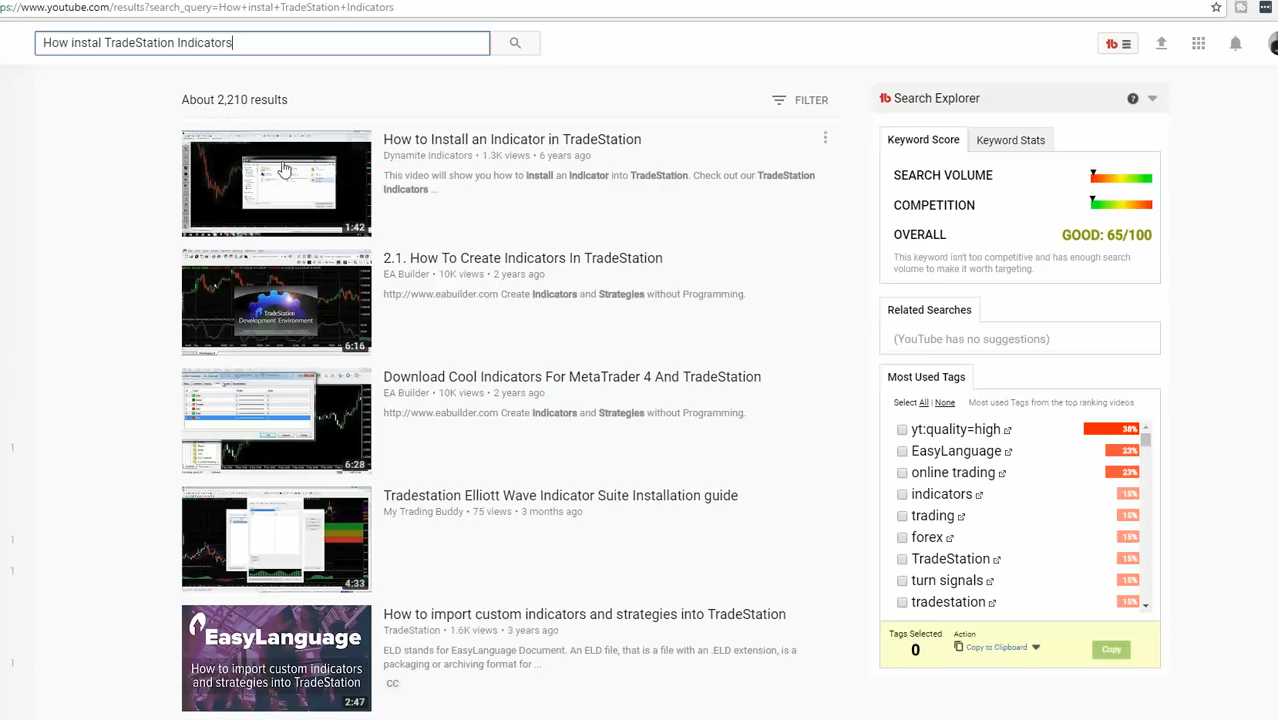 ps://www.youtube.com/results?search_query=How+instal+TradeStation+Indicators
How instal TradeStation Indicators
About 2,210 results
FILTER
How to Install an Indicator in TradeStation
Dynamite Indicators • 1.3K views • 6 years ago
This video will show you how to install an Indicator into TradeStation. Check out our TradeStation
Indicators ...
1:42
2.1. How To Create Indicators In TradeStation
EA Builder • 10K views • 2 years ago
http://www.eabuilder.com Create Indicators and Strategies without Programming.
TradeStation
Development Environment
6:16
Download Cool Indicators For MetaTrader 4 And TradeStation
EA Builder • 10K views • 2 years ago
http://www.eabuilder.com Create Indicators and Strategies without Programming.
6:28
Tradestation Elliott Wave Indicator Suite Installation guide
My Trading Buddy • 75 views • 3 months ago
4:33
How to import custom indicators and strategies into TradeStation
TradeStation • 1.6K views • 3 years ago
ELD stands for EasyLanguage Document. An ELD file, that is a file with an .ELD extension, is a
packaging or archiving format for ...
CC
EasyLanguage
How to import custom indicators
and strategies into TradeStation
2:47
tb
tb Search Explorer
Keyword Score
Keyword Stats
SEARCH VOLUME
COMPETITION
OVERALL
GOOD: 65/100
This keyword isn't too competitive and has enough search
volume to make it worth targeting.
Related Searches
(YouTube has no suggestions)
Most Used Tags
Select All | None
Most used Tags from the top ranking videos
yt:quality=high 38%
EasyLanguage 23%
online trading 23%
indicators 15%
trading 15%
forex 15%
TradeStation 15%
turn signals 15%
tradestation 15%
Tags Selected
0
Action
Copy to Clipboard
Copy